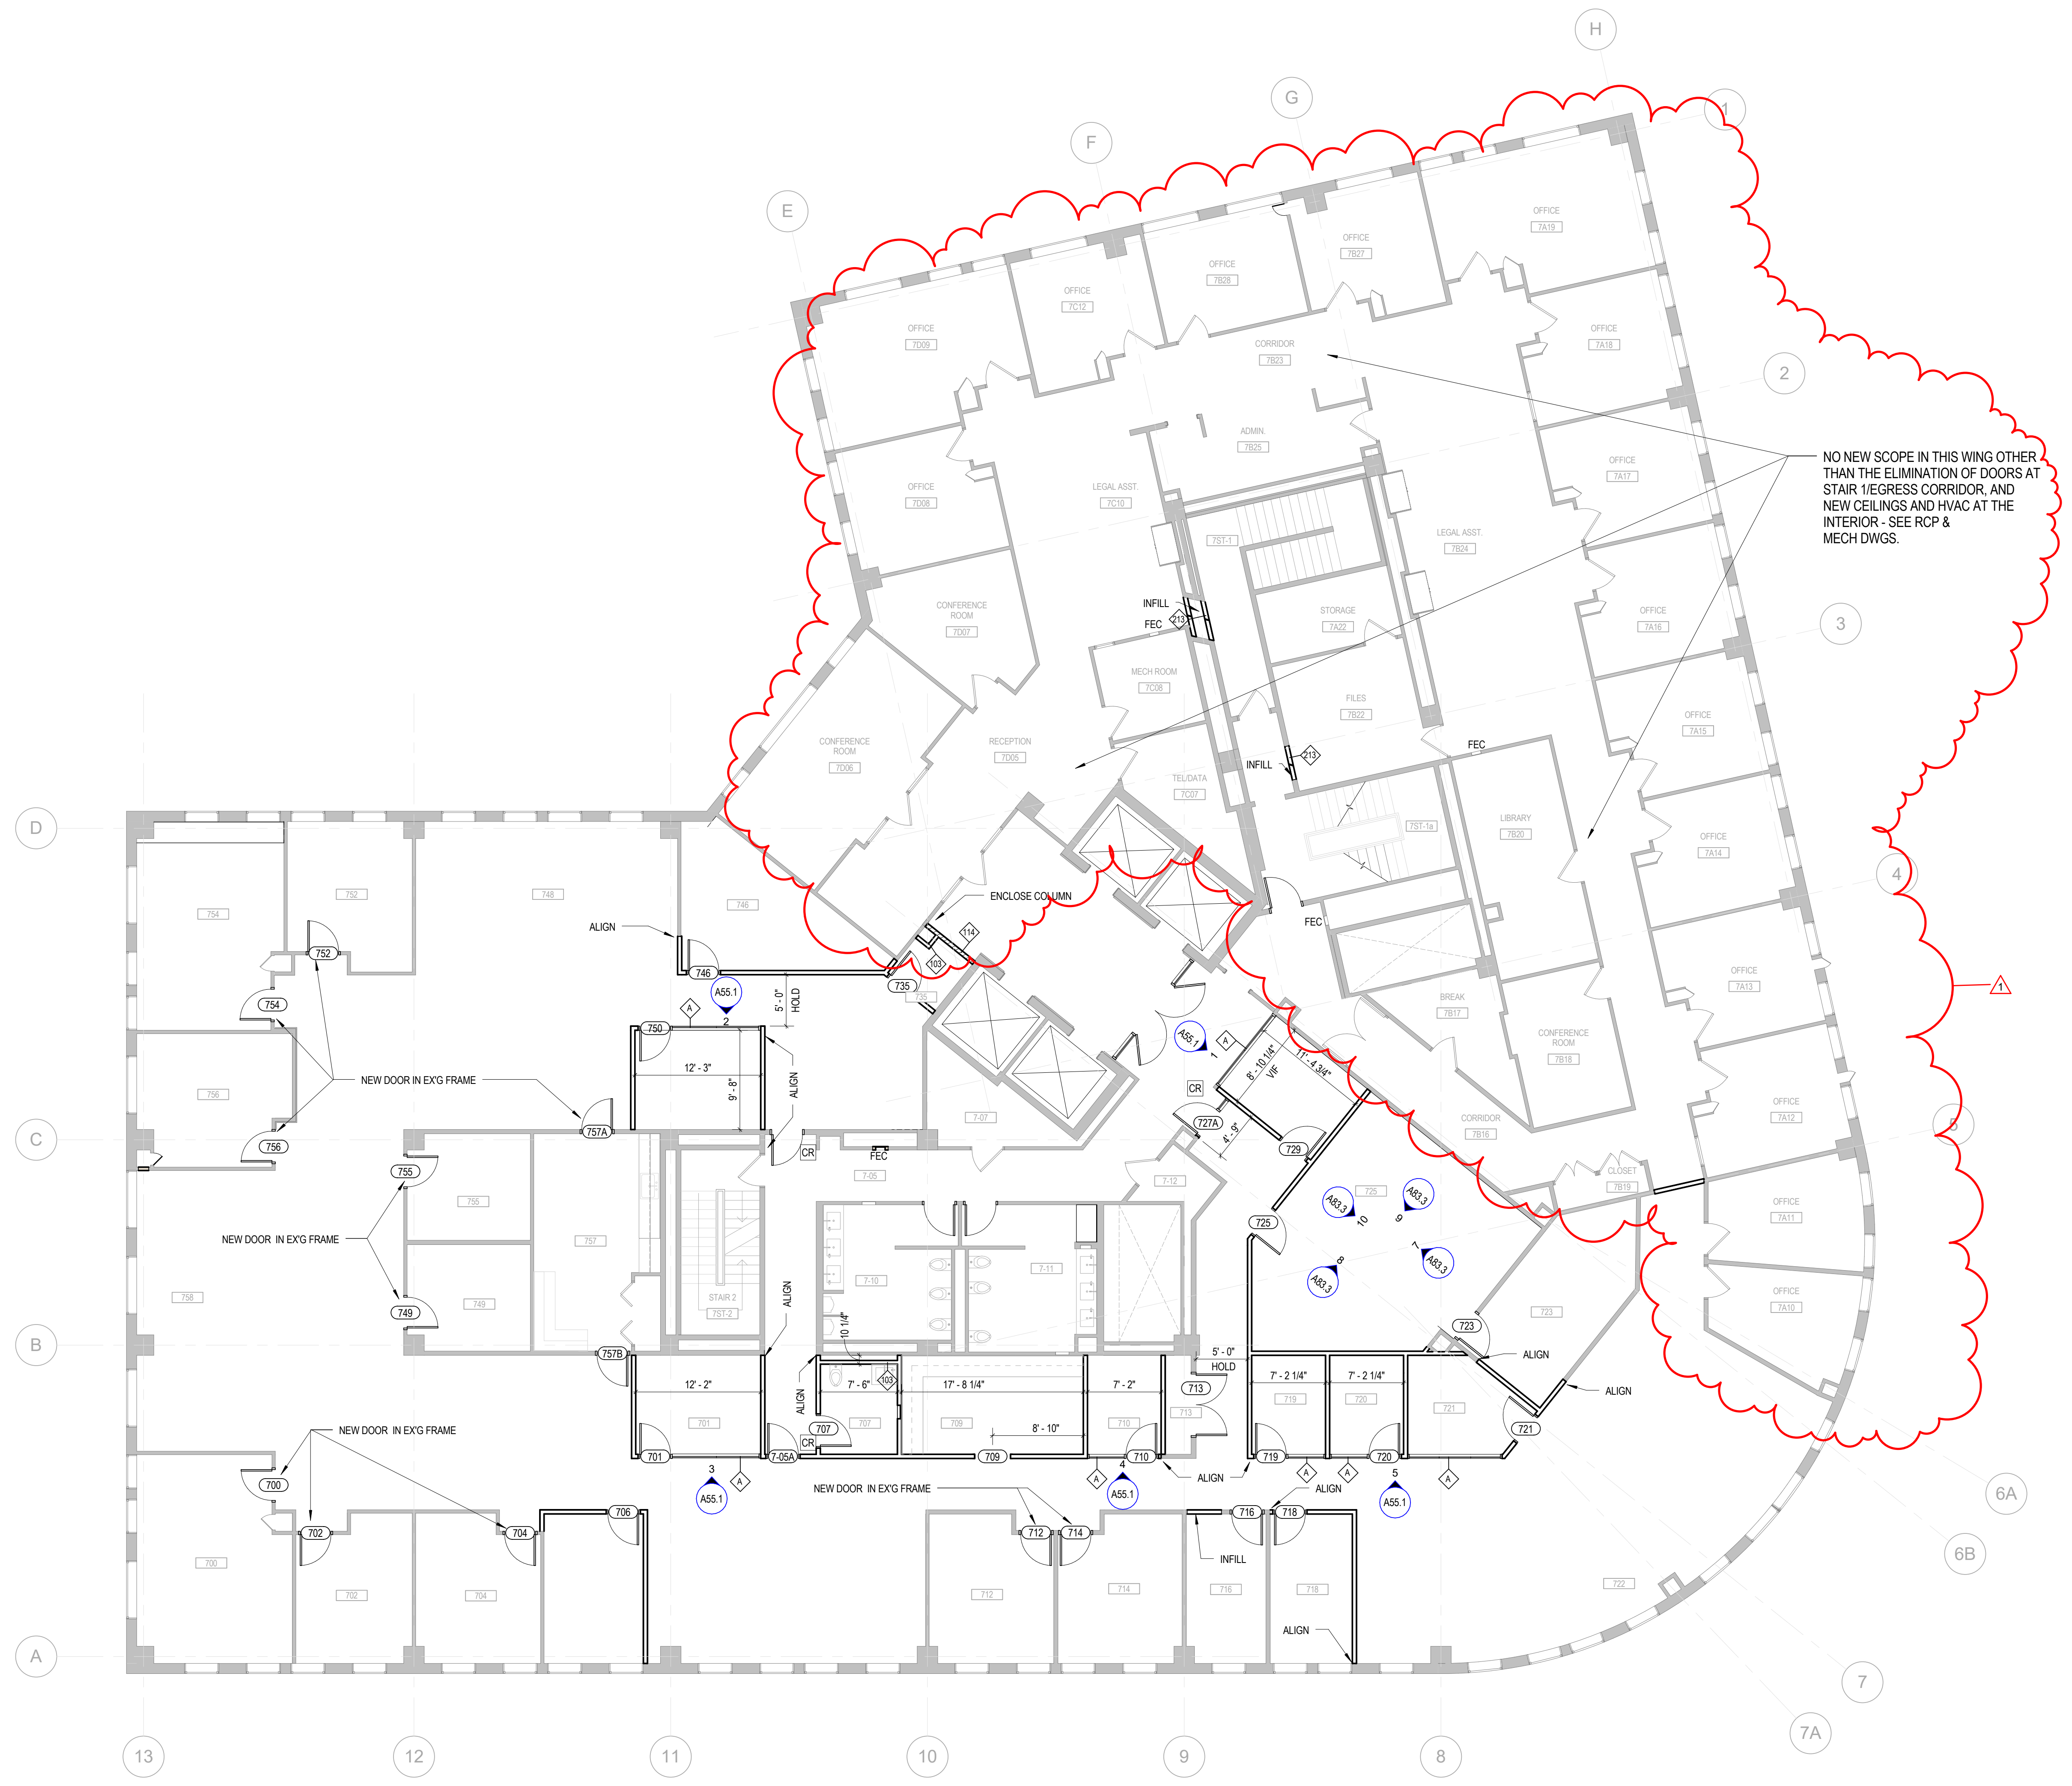 H
1
G
F
E
OFFICE
7A19
OFFICE
7B27
OFFICE
7B28
OFFICE
7C12
OFFICE
7D09
CORRIDOR
7B23
OFFICE
7A18
2
ADMIN.
7B25
OFFICE
7A17
NO NEW SCOPE IN THIS WING OTHER
THAN THE ELIMINATION OF DOORS AT
STAIR 1/EGRESS CORRIDOR, AND
NEW CEILINGS AND HVAC AT THE
INTERIOR - SEE RCP &
MECH DWGS.
OFFICE
7D08
LEGAL ASST.
7C10
7ST-1
LEGAL ASST.
7B24
CONFERENCE
ROOM
7D07
INFILL
213
FEC
STORAGE
7A22
OFFICE
7A16
3
MECH ROOM
7C08
FILES
7B22
OFFICE
7A15
CONFERENCE
ROOM
7D06
RECEPTION
7D05
FEC
213
INFILL
TEL/DATA
7C07
7ST-1a
LIBRARY
7B20
OFFICE
7A14
D
4
754
752
748
746
ENCLOSE COLUMN
FEC
ALIGN
114
103
752
746
735
735
A55.1
2
5' - 0"
HOLD
754
OFFICE
7A13
1
BREAK
7B17
CONFERENCE
ROOM
7B18
A
750
12' - 3"
9' - 8"
ALIGN
A55.1
1
A
8' - 10 1/4"
VIF
11' - 4 3/4"
CR
NEW DOOR IN EX'G FRAME
756
757A
7-07
727A
4' - 9"
729
CORRIDOR
7B16
OFFICE
7A12
5
C
756
755
CR
FEC
7-05
7-12
CLOSET
7B19
755
725
A83.3
10
A83.3
9
725
OFFICE
7A11
NEW DOOR IN EX'G FRAME
757
7-10
7-11
8
A83.3
7
A83.3
758
749
749
STAIR 2
7ST-2
ALIGN
10 1/4"
723
723
OFFICE
7A10
B
757B
5' - 0"
HOLD
ALIGN
12' - 2"
701
ALIGN
7' - 6"
103
17' - 8 1/4"
7' - 2"
713
7' - 2 1/4"
7' - 2 1/4"
ALIGN
707
707
709
8' - 10"
710
713
719
720
721
721
NEW DOOR IN EX'G FRAME
CR
701
7-05A
709
710
719
720
700
3
A
A55.1
A
4
A55.1
ALIGN
A
A
5
A55.1
A
NEW DOOR IN EX'G FRAME
ALIGN
6A
702
704
706
712
714
716
718
6B
700
702
704
712
714
INFILL
716
718
722
ALIGN
A
7
7A
13
12
11
10
9
8